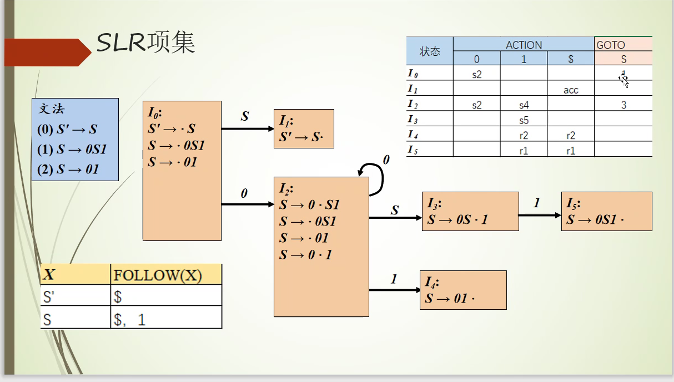 SLR项集
文法
(0) S' → S
(1) S → 0S1
(2) S → 01
I0:
S' → · S
S → · 0S1
S → · 01
S
I1:
S' → S·
0
I2:
S → 0 · S1
S → · 0S1
S → · 01
S → 0 · 1
0
S
I3:
S → 0S · 1
1
I5:
S → 0S1 ·
1
I4:
S → 01 ·
状态 ACTION GOTO
0 1 $ S
I0 s2
I1 acc
I2 s2 s4 3
I3 s5
I4 r2 r2
I5 r1 r1
X FOLLOW(X)
S' $
S $, 1